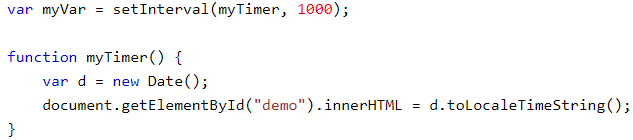 var myVar = setInterval(myTimer, 1000);
function myTimer() {
    var d = new Date();
    document.getElementById("demo").innerHTML = d.toLocaleTimeString();
}